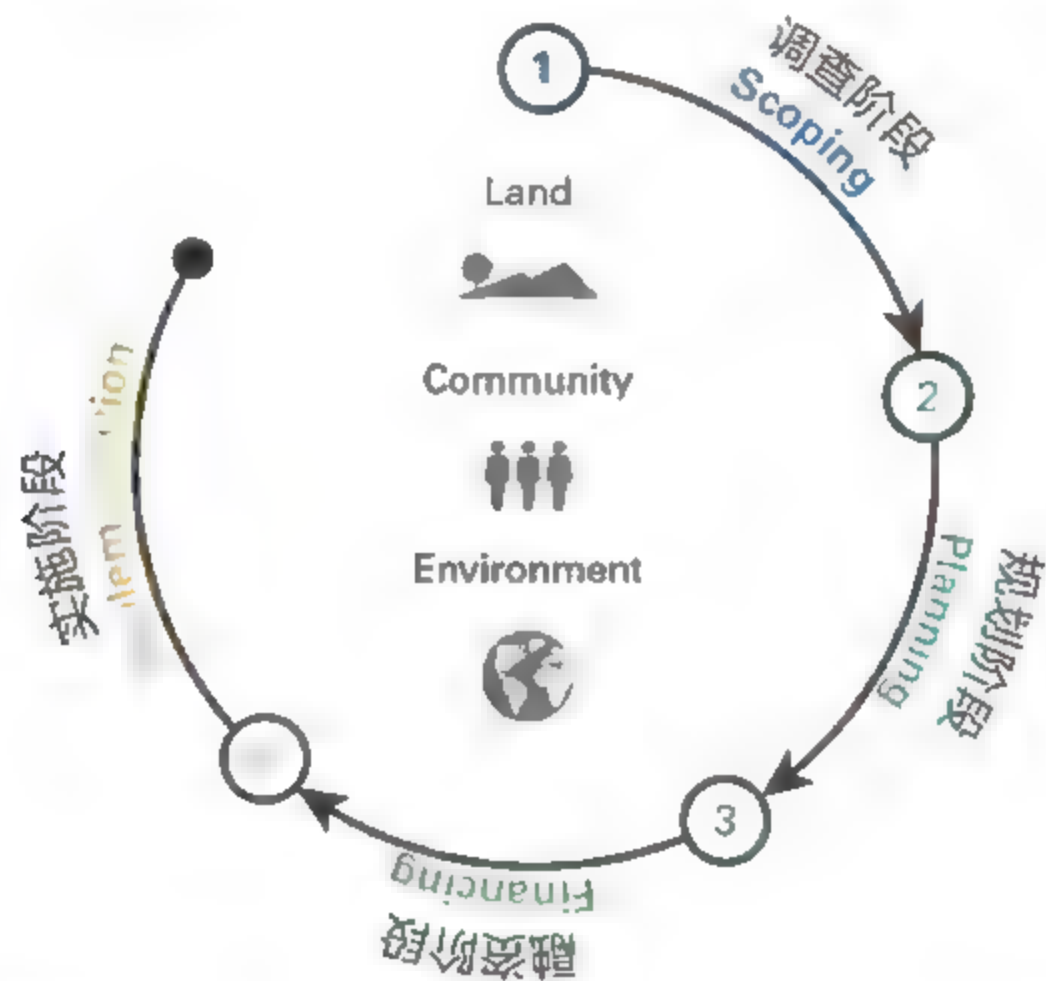 1
调查阶段
Scoping
Land
2
Community
规划阶段
Planning
Environment
3
Financing
融资阶段
实施阶段